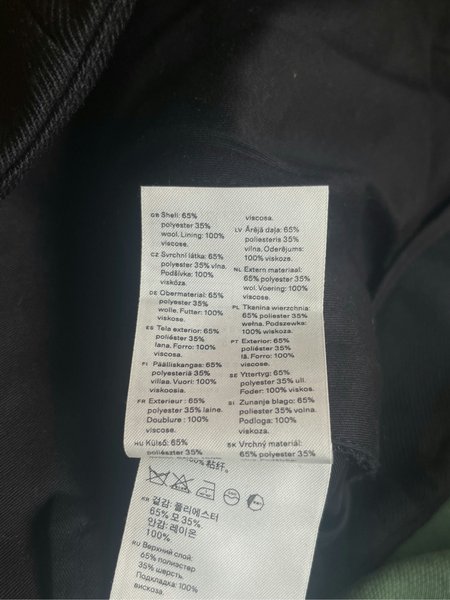 GB Shell: 65%
polyester 35%
wool. Lining: 100%
viscose.
CZ Svrchní látka: 65%
polyester 35% vlna.
Podšívka: 100%
viskóza.
DE Obermaterial: 65%
polyester 35%
wolle. Futter: 100%
viskose.
ES Tela exterior: 65%
poliéster 35%
lana. Forro: 100%
viscosa.
FI Päälliskangas: 65%
polyesteriä 35%
villaa. Vuori: 100%
viskoosia.
FR Exterieur : 65%
polyester 35% laine.
Doublure : 100%
viscose.
HU Külső: 65%
poliészter 35%
viscosa.
LV Ārējā daļa: 65%
poliesteris 35%
vilna. Oderējums:
100% viskoze.
NL Extern materiaal:
65% polyester 35%
wol. Voering: 100%
viscose.
PL Tkanina wierzchnia:
65% poliester 35%
wełna. Podszewka:
100% wiskoza.
PT Exterior: 65%
poliéster 35%
lã. Forro: 100%
viscose.
SE Yttertyg: 65%
polyester 35% ull.
Foder: 100% viskos.
SI Zunanje blago: 65%
poliester 35% volna.
Podloga: 100%
viskoza.
SK Vrchný materiál:
65% polyester 35%
粘纤。
KR 겉감: 폴리에스터
65% 모 35%
안감: 레이온
100%
RU Верхний слой:
65% полиэстер
35% шерсть.
Подкладка: 100%
вискоза.